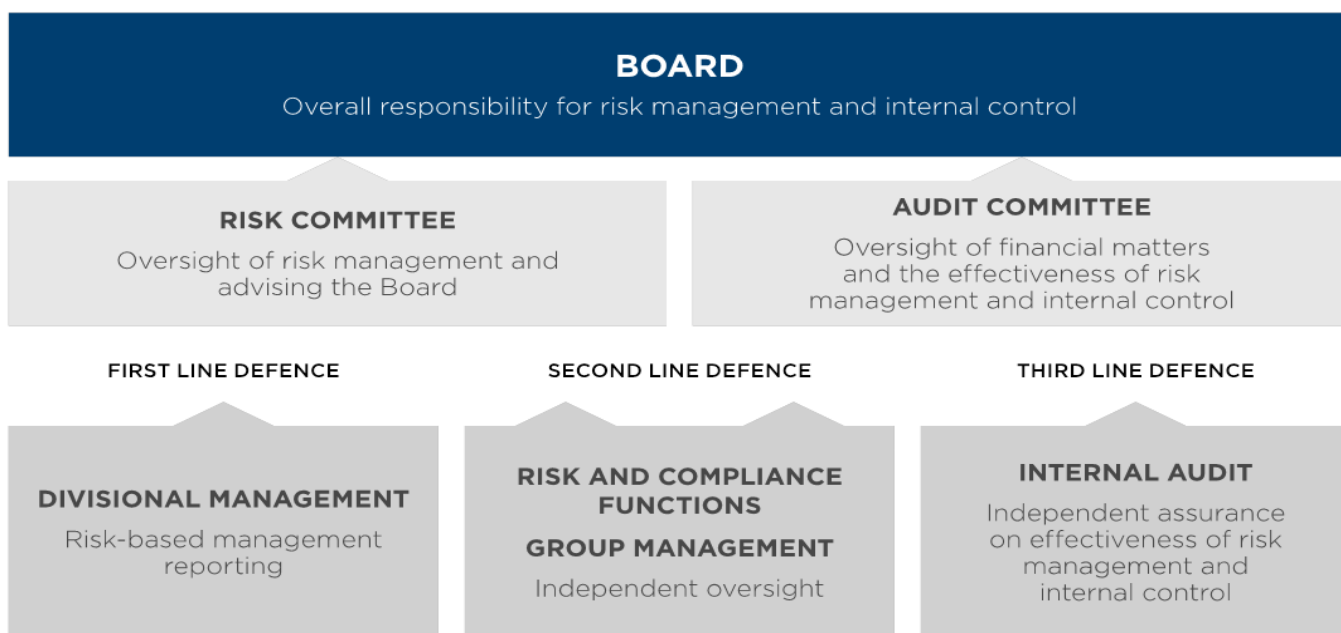 BOARD
Overall responsibility for risk management and internal control
RISK COMMITTEE
Oversight of risk management and
advising the Board
AUDIT COMMITTEE
Oversight of financial matters
and the effectiveness of risk
management and internal control
FIRST LINE DEFENCE
SECOND LINE DEFENCE
THIRD LINE DEFENCE
DIVISIONAL MANAGEMENT
Risk-based management
reporting
RISK AND COMPLIANCE
FUNCTIONS
GROUP MANAGEMENT
Independent oversight
INTERNAL AUDIT
Independent assurance
on effectiveness of risk
management and
internal control